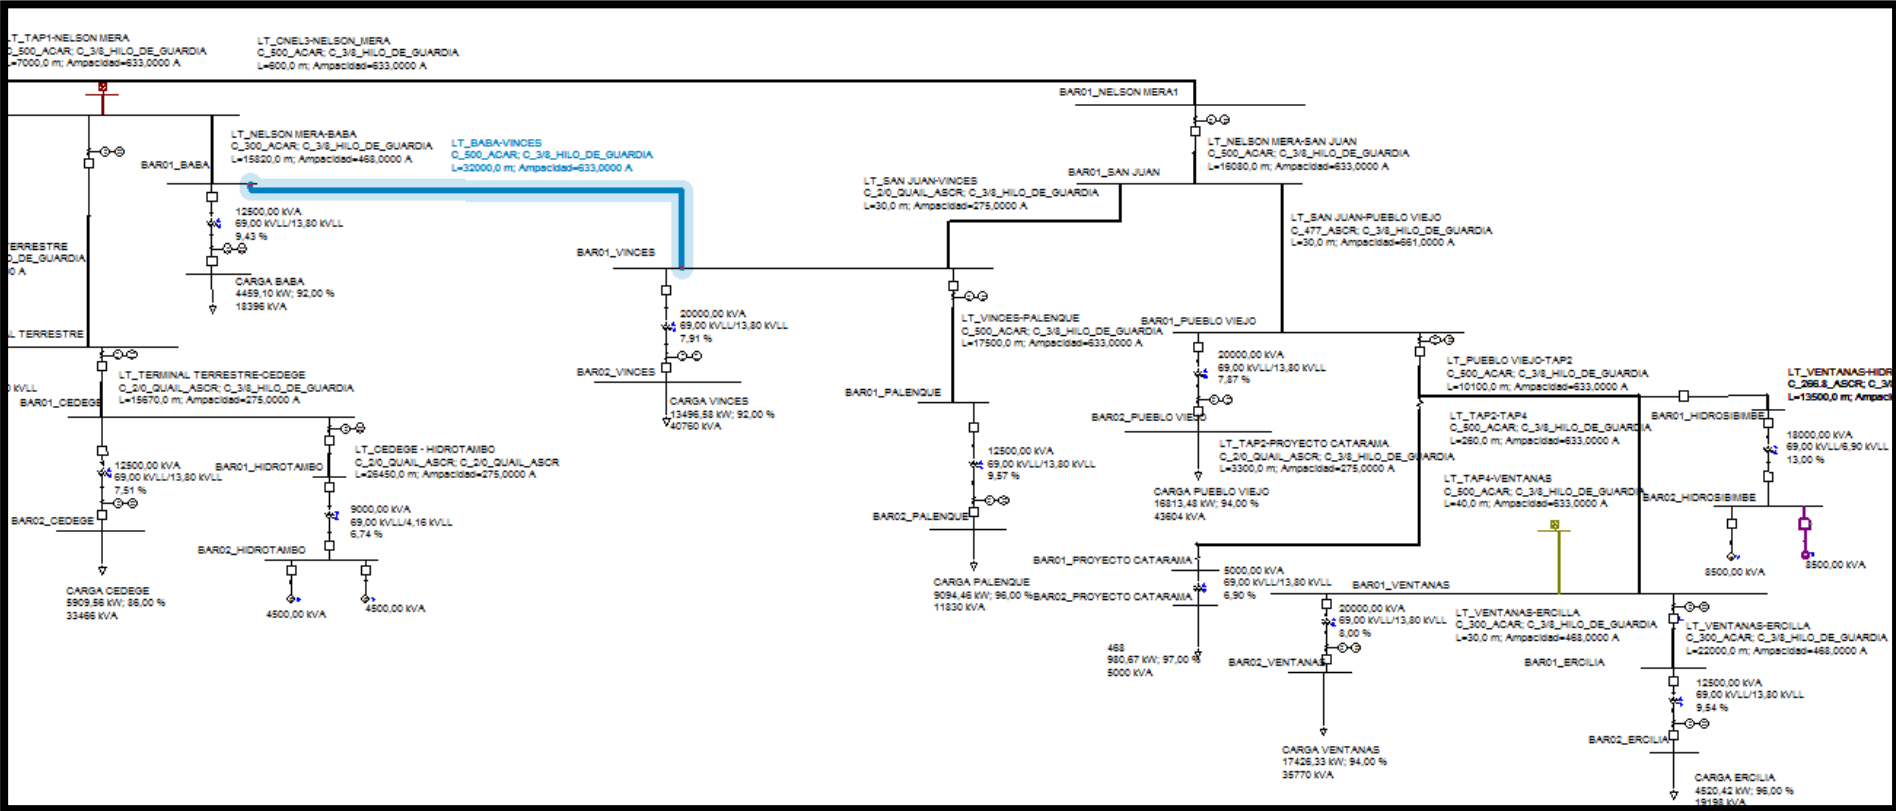 LT_TAP1-NELSON MERA
C_500_ACAR; C_3/8_HILO_DE_GUARDIA
L=7000,0 m; Ampacidad=633,0000 A
LT_CNEL3-NELSON_MERA
C_500_ACAR; C_3/8_HILO_DE_GUARDIA
L=600,0 m; Ampacidad=633,0000 A
BAR01_NELSON MERA1
LT_NELSON MERA-BABA
C_300_ACAR; C_3/8_HILO_DE_GUARDIA
L=15820,0 m; Ampacidad=468,0000 A
BAR01_BABA
LT_BABA-VINCES
C_500_ACAR; C_3/8_HILO_DE_GUARDIA
L=32000,0 m; Ampacidad=633,0000 A
LT_NELSON MERA-SAN JUAN
C_500_ACAR; C_3/8_HILO_DE_GUARDIA
L=16080,0 m; Ampacidad=633,0000 A
BAR01_SAN JUAN
LT_SAN JUAN-VINCES
C_2/0_QUAIL_ASCR; C_3/8_HILO_DE_GUARDIA
L=30,0 m; Ampacidad=275,0000 A
12500,00 kVA
69,00 kVLL/13,80 kVLL
9,43 %
LT_SAN JUAN-PUEBLO VIEJO
C_477_ASCR; C_3/8_HILO_DE_GUARDIA
L=30,0 m; Ampacidad=661,0000 A
ERRESTRE
D_DE_GUARDIA
00 A
BAR01_VINCES
CARGA BABA
4459,10 kW; 92,00 %
18396 kVA
20000,00 kVA
69,00 kVLL/13,80 kVLL
7,91 %
LT_VINCES-PALENQUE
C_500_ACAR; C_3/8_HILO_DE_GUARDIA
L=17500,0 m; Ampacidad=633,0000 A
BAR01_PUEBLO VIEJO
AL TERRESTRE
20000,00 kVA
69,00 kVLL/13,80 kVLL
7,87 %
LT_PUEBLO VIEJO-TAP2
C_500_ACAR; C_3/8_HILO_DE_GUARDIA
L=10100,0 m; Ampacidad=633,0000 A
LT_VENTANAS-HIDR
C_266.8_ASCR; C_3/8
L=13500,0 m; Ampac
LT_TERMINAL TERRESTRE-CEDEGE
C_2/0_QUAIL_ASCR; C_3/8_HILO_DE_GUARDIA
L=15670,0 m; Ampacidad=275,0000 A
0 kVLL
BAR01_CEDEGE
BAR02_VINCES
CARGA VINCES
13496,58 kW; 92,00 %
40760 kVA
BAR01_PALENQUE
BAR02_PUEBLO VIEJO
LT_TAP2-TAP4
C_500_ACAR; C_3/8_HILO_DE_GUARDIA
L=260,0 m; Ampacidad=633,0000 A
BAR01_HIDROSIBIMBE
18000,00 kVA
69,00 kVLL/6,90 kVLL
13,00 %
LT_TAP2-PROYECTO CATARAMA
C_2/0_QUAIL_ASCR; C_3/8_HILO_DE_GUARDIA
L=3300,0 m; Ampacidad=275,0000 A
LT_CEDEGE - HIDROTAMBO
C_2/0_QUAIL_ASCR; C_2/0_QUAIL_ASCR
L=26450,0 m; Ampacidad=275,0000 A
BAR01_HIDROTAMBO
12500,00 kVA
69,00 kVLL/13,80 kVLL
7,51 %
12500,00 kVA
69,00 kVLL/13,80 kVLL
9,57 %
LT_TAP4-VENTANAS
C_500_ACAR; C_3/8_HILO_DE_GUARDIA
L=40,0 m; Ampacidad=633,0000 A
BAR02_HIDROSIBIMBE
CARGA PUEBLO VIEJO
16813,48 kW; 94,00 %
43604 kVA
9000,00 kVA
69,00 kVLL/4,16 kVLL
6,74 %
BAR02_CEDEGE
BAR02_PALENQUE
BAR02_HIDROTAMBO
BAR01_PROYECTO CATARAMA
8500,00 kVA
8500,00 kVA
5000,00 kVA
69,00 kVLL/13,80 kVLL
6,90 %
CARGA PALENQUE
9094,46 kW; 96,00 %
11830 kVA
BAR02_PROYECTO CATARAMA
BAR01_VENTANAS
CARGA CEDEGE
5909,56 kW; 86,00 %
33466 kVA
4500,00 kVA
4500,00 kVA
20000,00 kVA
69,00 kVLL/13,80 kVLL
8,00 %
LT_VENTANAS-ERCILLA
C_300_ACAR; C_3/8_HILO_DE_GUARDIA
L=30,0 m; Ampacidad=468,0000 A
LT_VENTANAS-ERCILLA
C_300_ACAR; C_3/8_HILO_DE_GUARDIA
L=22000,0 m; Ampacidad=468,0000 A
468
980,67 kW; 97,00 %
5000 kVA
BAR02_VENTANAS
BAR01_ERCILIA
12500,00 kVA
69,00 kVLL/13,80 kVLL
9,54 %
BAR02_ERCILIA
CARGA VENTANAS
17426,33 kW; 94,00 %
35770 kVA
CARGA ERCILIA
4520,42 kW; 96,00 %
19198 kVA